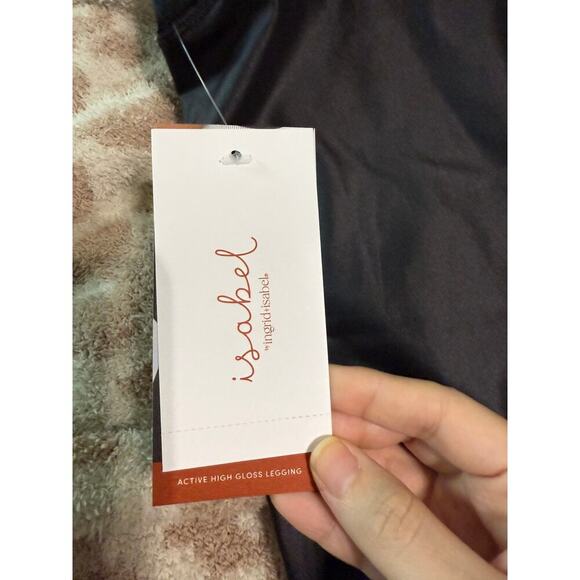 isabel
by ingrid+isabel®
ACTIVE HIGH GLOSS LEGGING